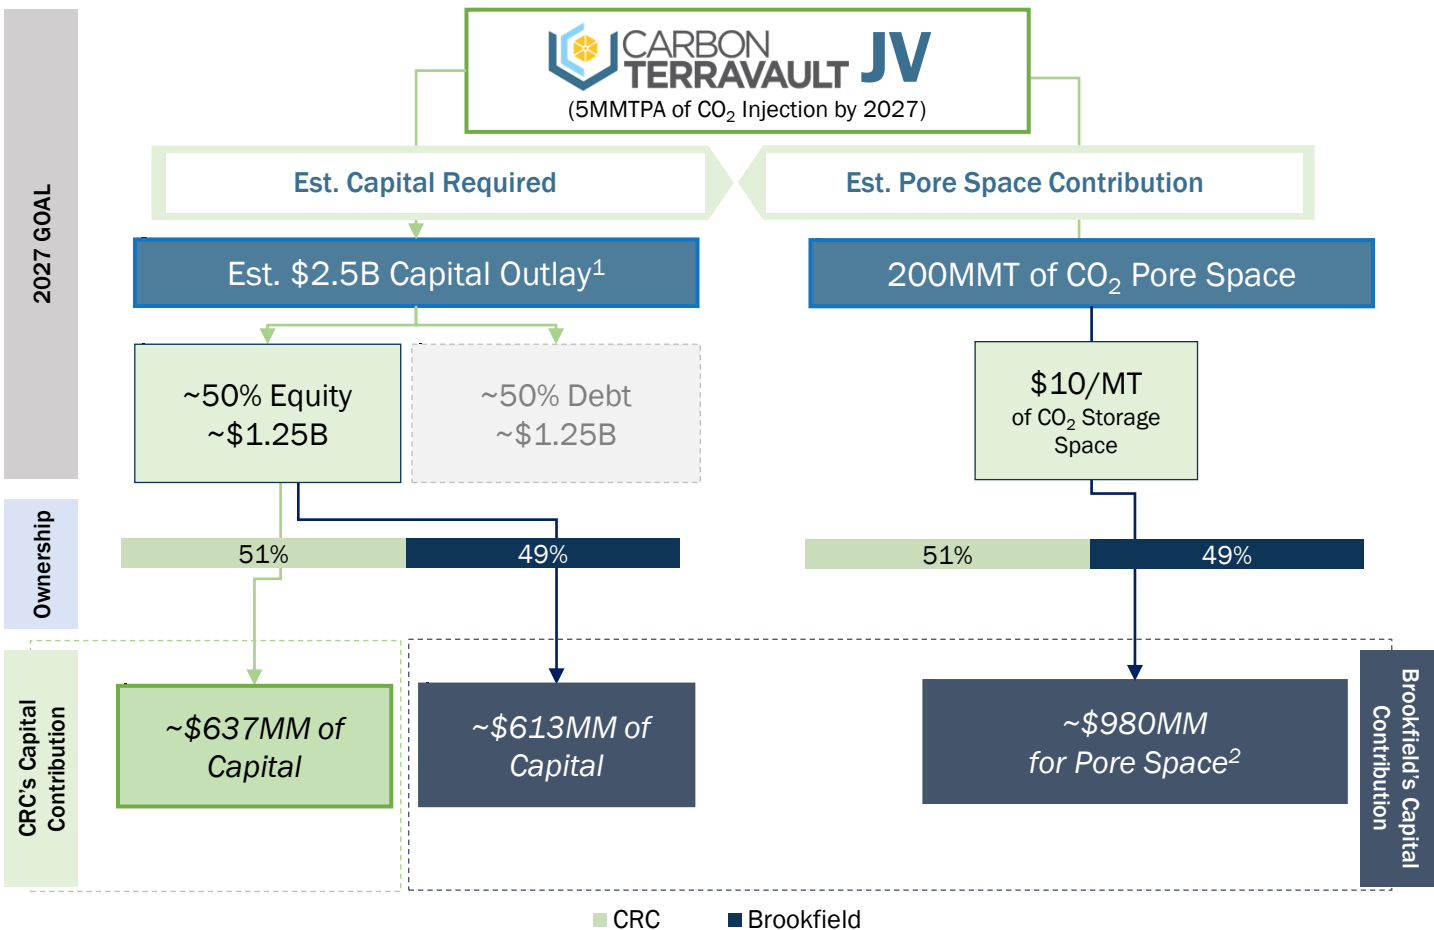 CARBON
TERRAVAULT JV
(5MMTPA of CO₂ Injection by 2027)
2027 GOAL
Est. Capital Required
Est. Pore Space Contribution
Est. $2.5B Capital Outlay¹
200MMT of CO₂ Pore Space
~50% Equity
~$1.25B
~50% Debt
~$1.25B
$10/MT
of CO₂ Storage
Space
Ownership
51%
49%
51%
49%
CRC's Capital
Contribution
~$637MM of
Capital
~$613MM of
Capital
~$980MM
for Pore Space²
Brookfield's Capital
Contribution
CRC
Brookfield